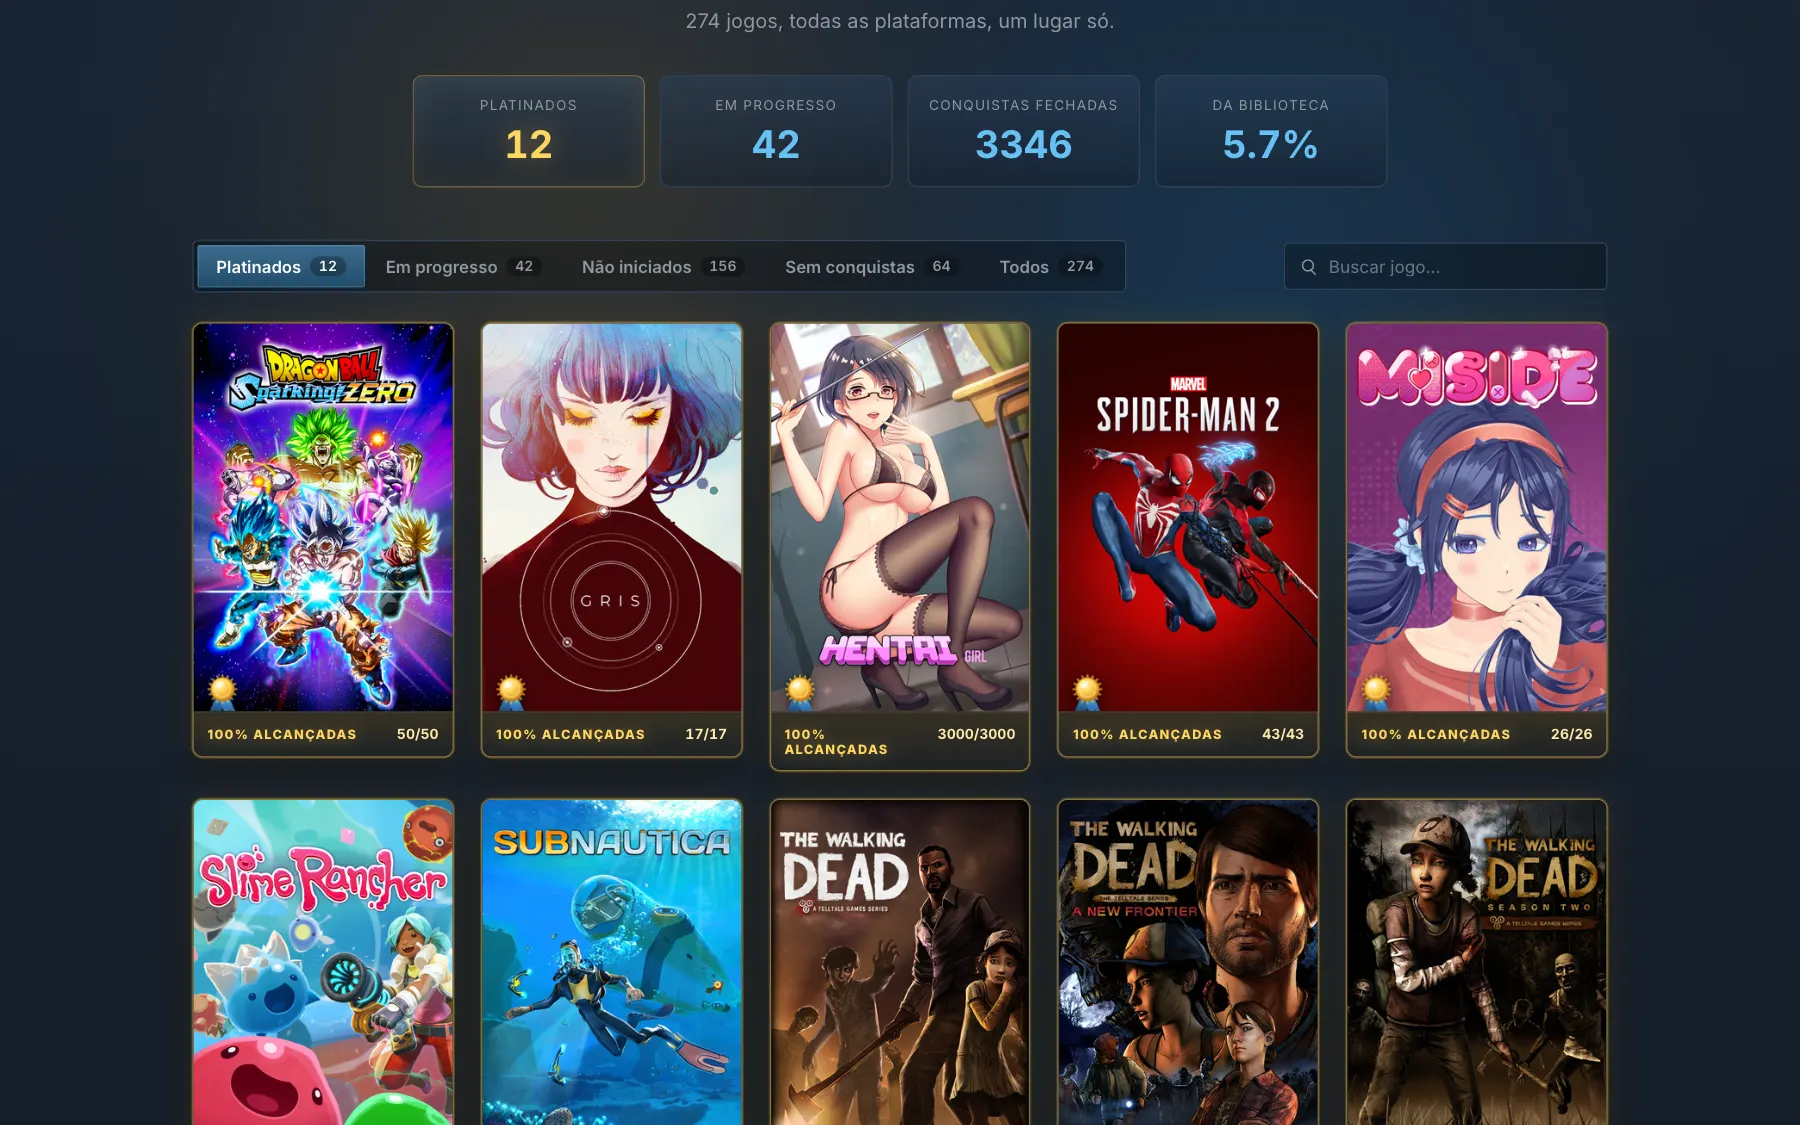 274 jogos, todas as plataformas, um lugar só.
PLATINADOS
12
EM PROGRESSO
42
CONQUISTAS FECHADAS
3346
DA BIBLIOTECA
5.7%
Platinados 12
Em progresso 42
Não iniciados 156
Sem conquistas 64
Todos 274
Buscar jogo...
DRAGON BALL
Sparking! ZERO
GRIS
HENTAI GIRL
MARVEL
SPIDER-MAN 2
MISIDE
100% ALCANÇADAS 50/50
100% ALCANÇADAS 17/17
100% ALCANÇADAS 3000/3000
100% ALCANÇADAS 43/43
100% ALCANÇADAS 26/26
Slime Rancher
SUBNAUTICA
THE WALKING
DEAD
A TELLTALE GAMES SERIES
THE WALKING
DEAD
THE TELLTALE SERIES
A NEW FRONTIER
THE WALKING
DEAD
SEASON TWO
A TELLTALE GAMES SERIES